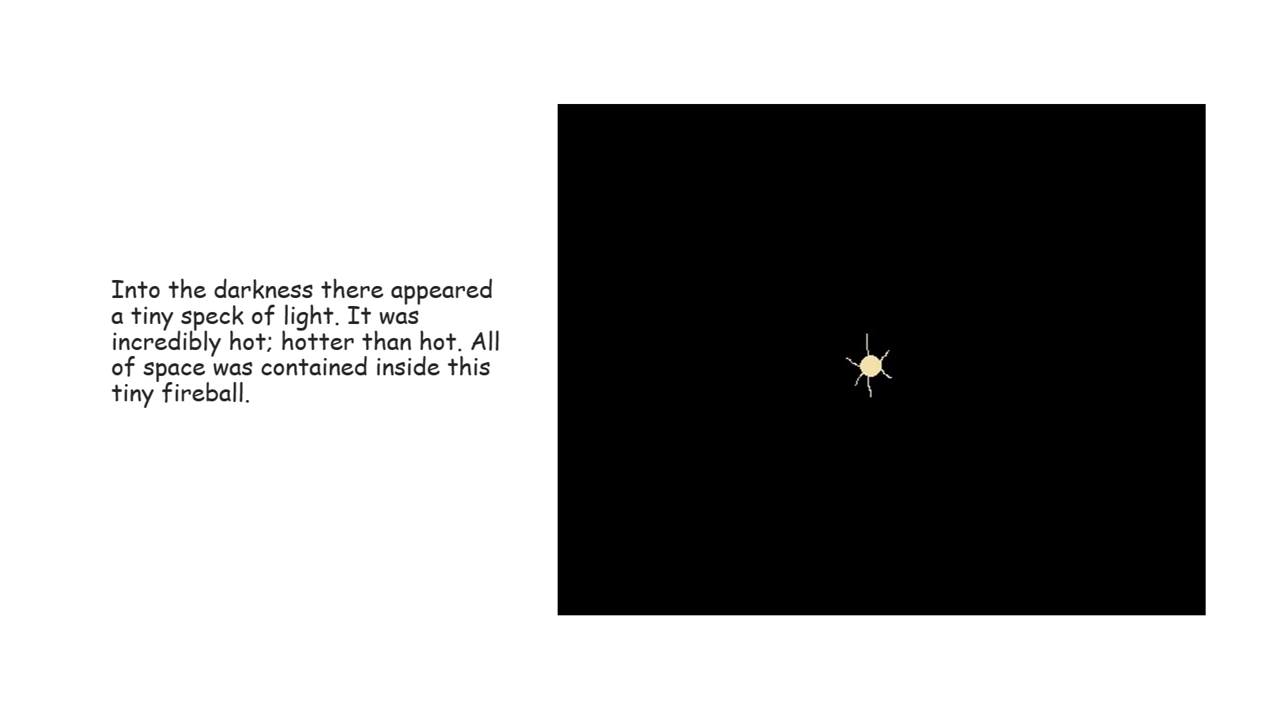 Into the darkness there appeared
a tiny speck of light. It was
incredibly hot; hotter than hot. All
of space was contained inside this
tiny fireball.